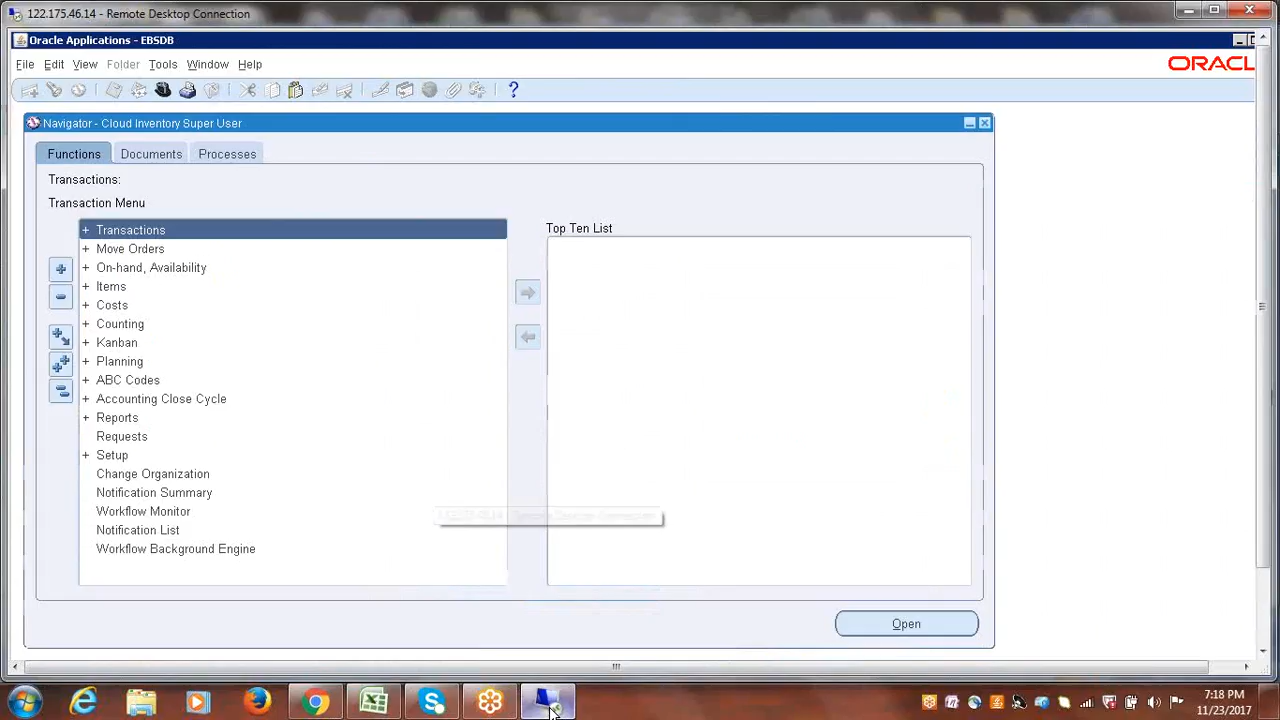 122.175.46.14 - Remote Desktop Connection
Oracle Applications - EBSDB
File Edit View Folder Tools Window Help
ORACL
Navigator - Cloud Inventory Super User
Functions Documents Processes
Transactions:
Transaction Menu
Top Ten List
+ Transactions
+ Move Orders
+ On-hand, Availability
+ Items
+ Costs
+ Counting
+ Kanban
+ Planning
+ ABC Codes
+ Accounting Close Cycle
+ Reports
Requests
+ Setup
Change Organization
Notification Summary
Workflow Monitor
Notification List
Workflow Background Engine
Open
7:18 PM
11/23/2017